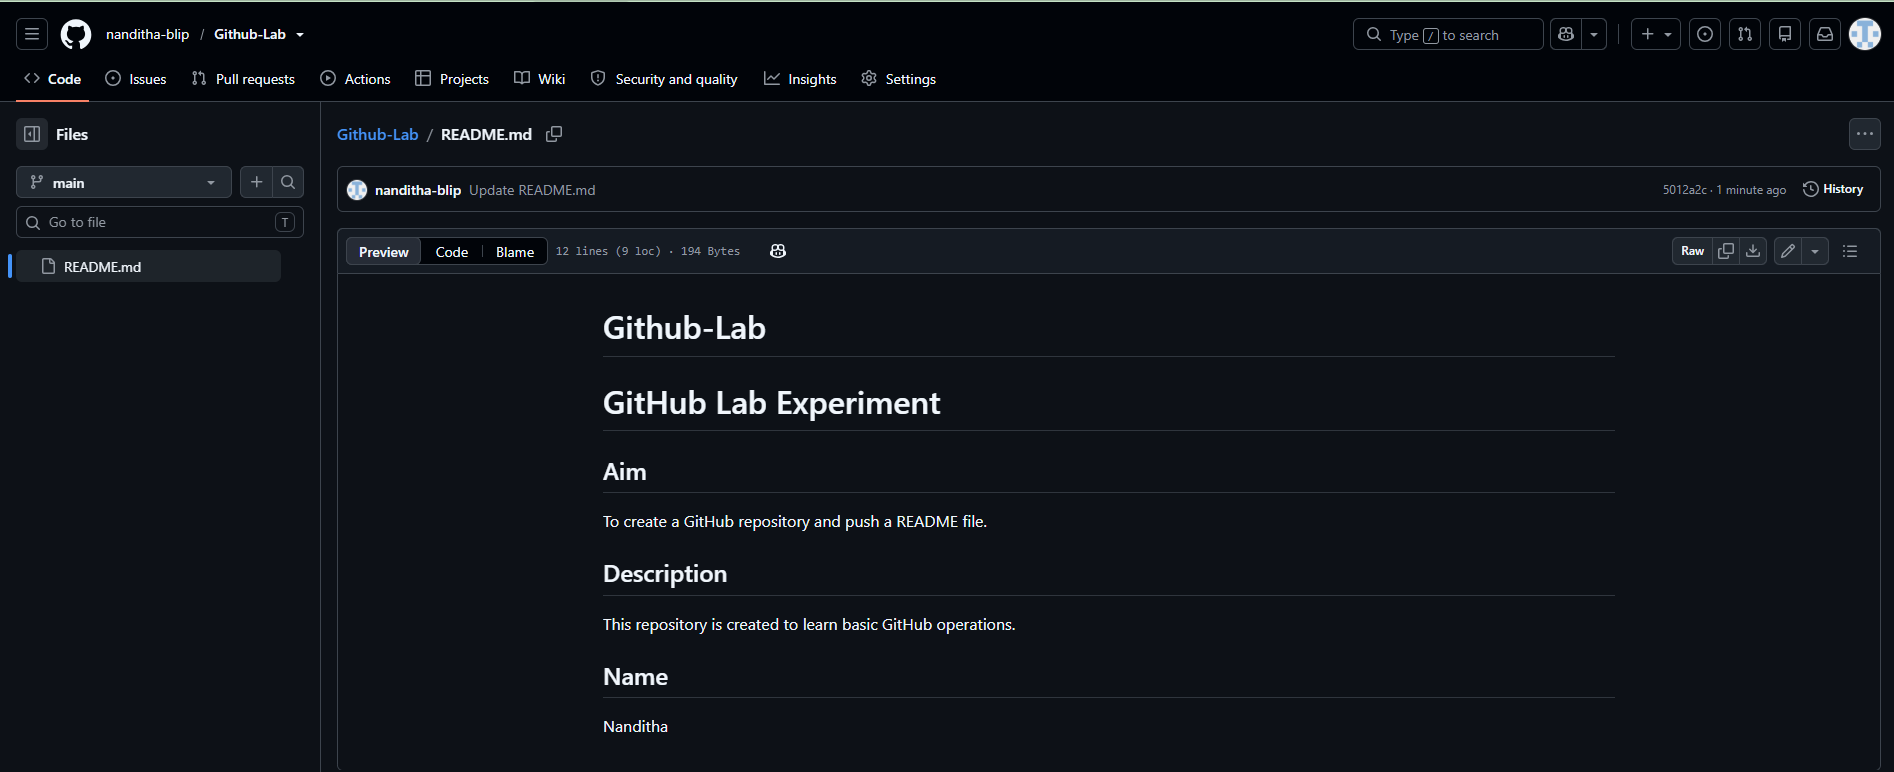 nanditha-blip / Github-Lab
Type / to search
Code Issues Pull requests Actions Projects Wiki Security and quality Insights Settings
Files
main
Go to file T
README.md
Github-Lab / README.md
nanditha-blip Update README.md 5012a2c · 1 minute ago History
Preview Code Blame 12 lines (9 loc) · 194 Bytes Raw
Github-Lab
GitHub Lab Experiment
Aim
To create a GitHub repository and push a README file.
Description
This repository is created to learn basic GitHub operations.
Name
Nanditha